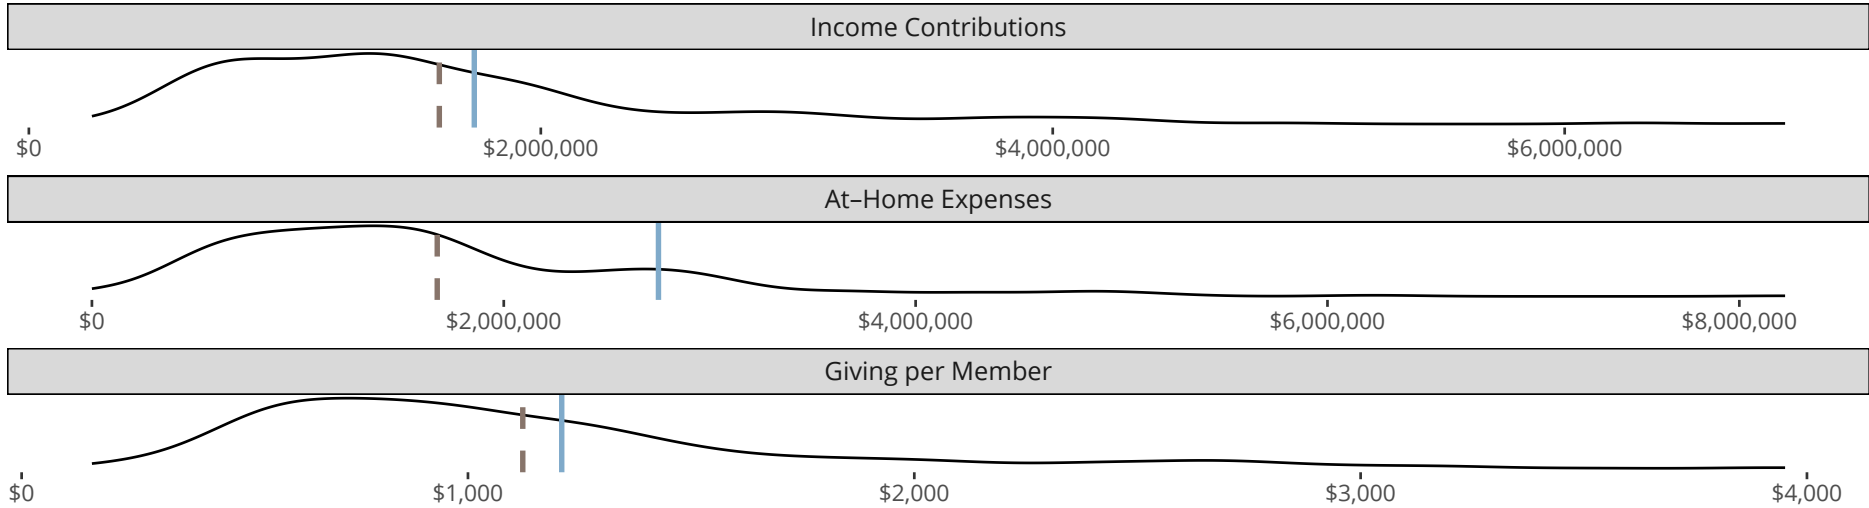 Income Contributions
$0 $2,000,000 $4,000,000 $6,000,000
At–Home Expenses
$0 $2,000,000 $4,000,000 $6,000,000 $8,000,000
Giving per Member
$0 $1,000 $2,000 $3,000 $4,000